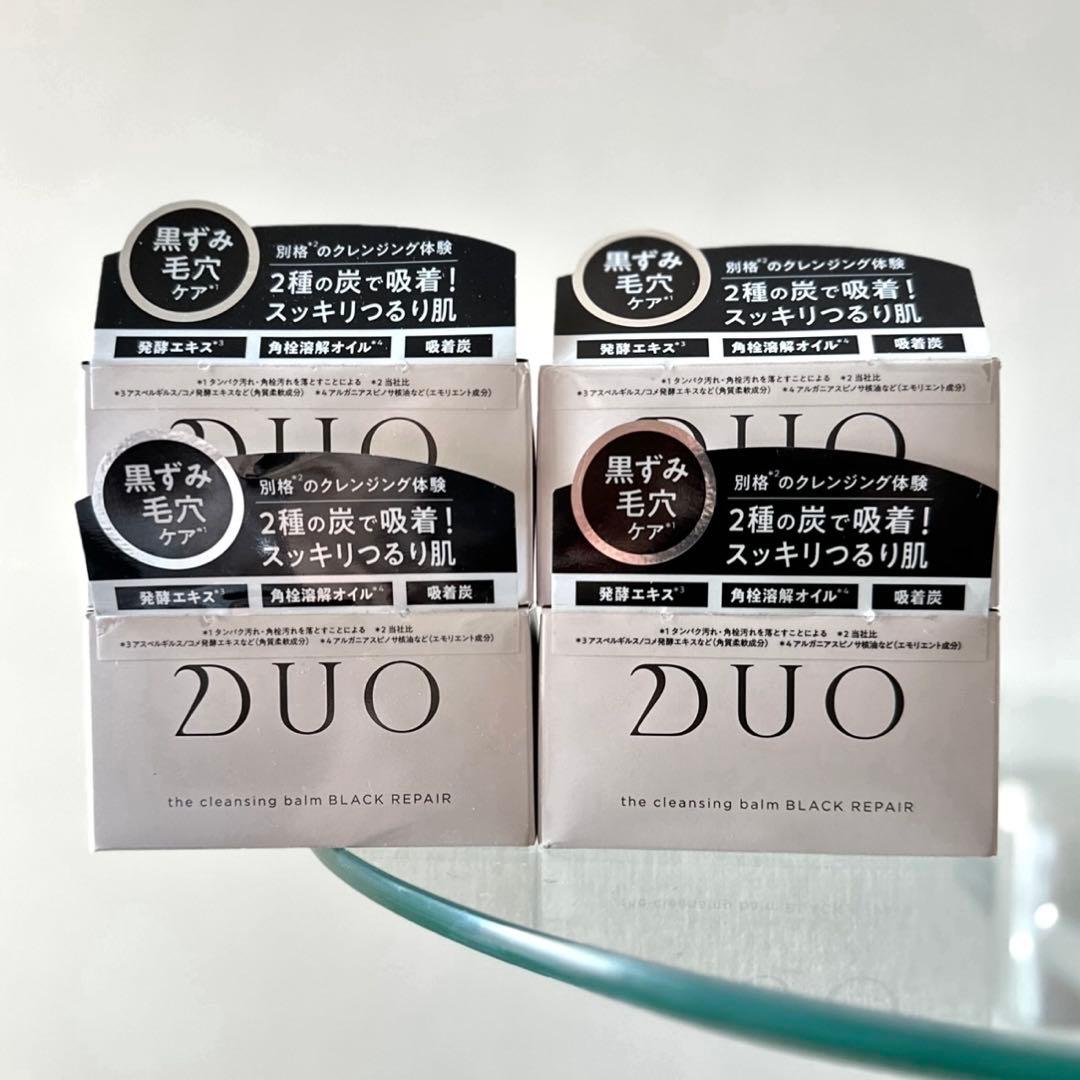 黒ずみ
毛穴
ケア*1
別格*2のクレンジング体験
2種の炭で吸着!
スッキリつるり肌
発酵エキス*3 角栓溶解オイル*4 吸着炭
*1 タンパク汚れ・角栓汚れを落とすことによる *2 当社比
*3 アスペルギルス/コメ発酵エキスなど(角質柔軟成分) *4 アルガニアスピノサ核油など(エモリエント成分)
DUO
黒ずみ
毛穴
ケア*1
別格*2のクレンジング体験
2種の炭で吸着!
スッキリつるり肌
発酵エキス*3 角栓溶解オイル*4 吸着炭
*1 タンパク汚れ・角栓汚れを落とすことによる *2 当社比
*3 アスペルギルス/コメ発酵エキスなど(角質柔軟成分) *4 アルガニアスピノサ核油など(エモリエント成分)
DUO
黒ずみ
毛穴
ケア*1
別格*2のクレンジング体験
2種の炭で吸着!
スッキリつるり肌
発酵エキス*3 角栓溶解オイル*4 吸着炭
*1 タンパク汚れ・角栓汚れを落とすことによる *2 当社比
*3 アスペルギルス/コメ発酵エキスなど(角質柔軟成分) *4 アルガニアスピノサ核油など(エモリエント成分)
DUO
the cleansing balm BLACK REPAIR
黒ずみ
毛穴
ケア*1
別格*2のクレンジング体験
2種の炭で吸着!
スッキリつるり肌
発酵エキス*3 角栓溶解オイル*4 吸着炭
*1 タンパク汚れ・角栓汚れを落とすことによる *2 当社比
*3 アスペルギルス/コメ発酵エキスなど(角質柔軟成分) *4 アルガニアスピノサ核油など(エモリエント成分)
DUO
the cleansing balm BLACK REPAIR